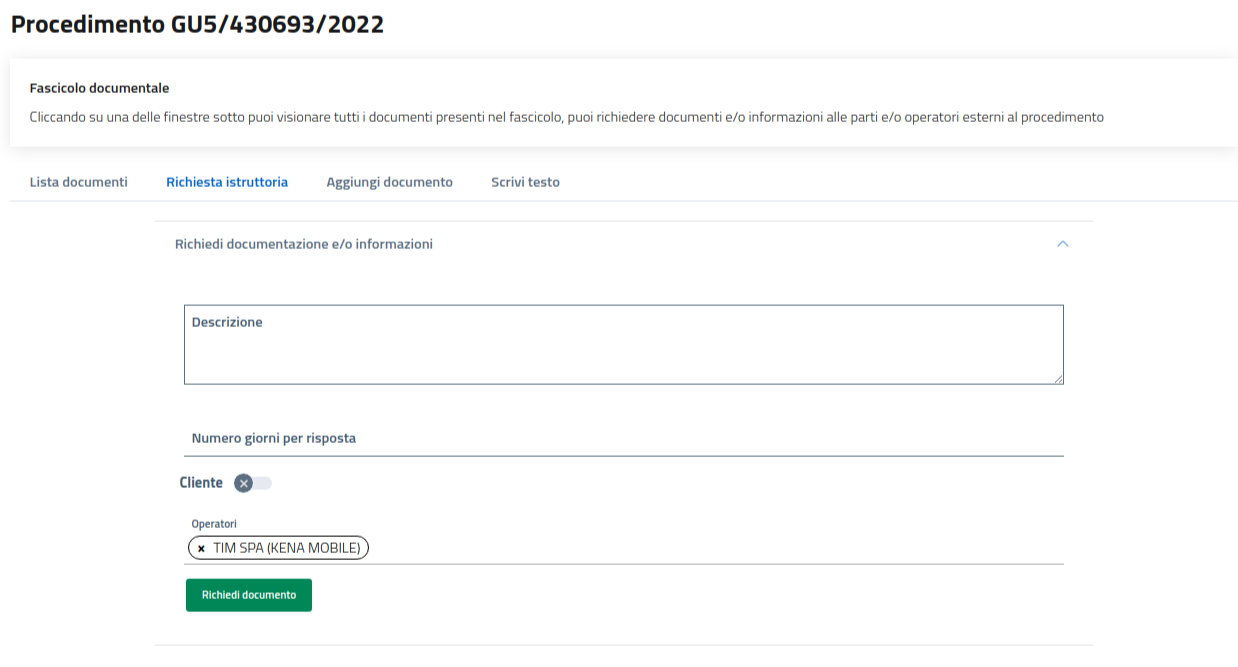 Procedimento GU5/430693/2022
Fascicolo documentale
Cliccando su una delle finestre sotto puoi visionare tutti i documenti presenti nel fascicolo, puoi richiedere documenti e/o informazioni alle parti e/o operatori esterni al procedimento
Lista documenti Richiesta istruttoria Aggiungi documento Scrivi testo
Richiedi documentazione e/o informazioni
Descrizione
Numero giorni per risposta
Cliente
Operatori
× TIM SPA (KENA MOBILE)
Richiedi documento